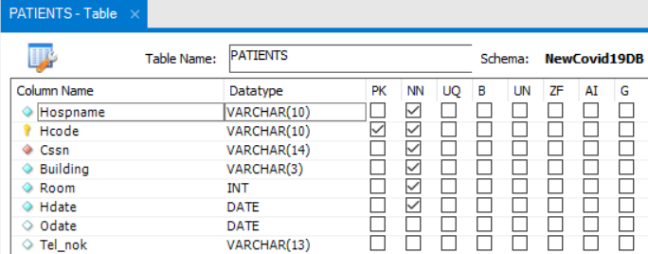 PATIENTS - Table ×
Table Name: PATIENTS Schema: NewCovid19DB
Column Name Datatype PK NN UQ B UN ZF AI G
Hospname VARCHAR(10)
Hcode VARCHAR(10)
Cssn VARCHAR(14)
Building VARCHAR(3)
Room INT
Hdate DATE
Odate DATE
Tel_nok VARCHAR(13)